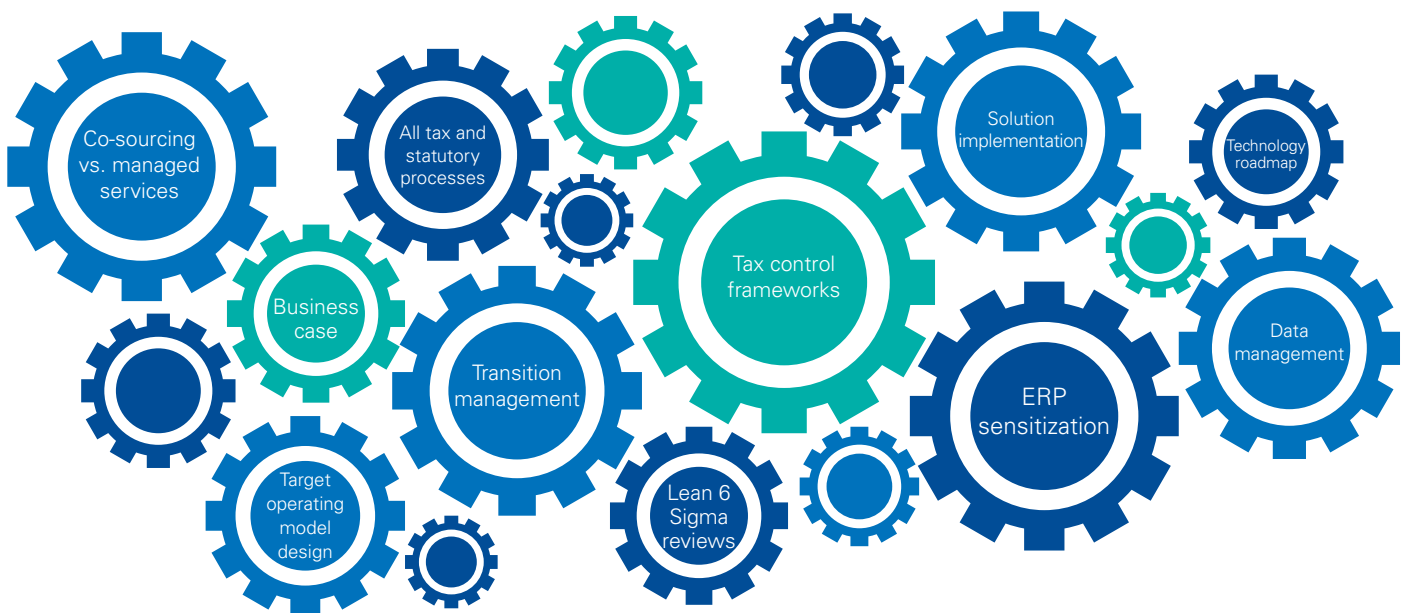 Co-sourcing
vs. managed
services
All tax and
statutory
processes
Solution
implementation
Technology
roadmap
Business
case
Tax control
frameworks
Transition
management
Data
management
ERP
sensitization
Target
operating
model
design
Lean 6
Sigma
reviews